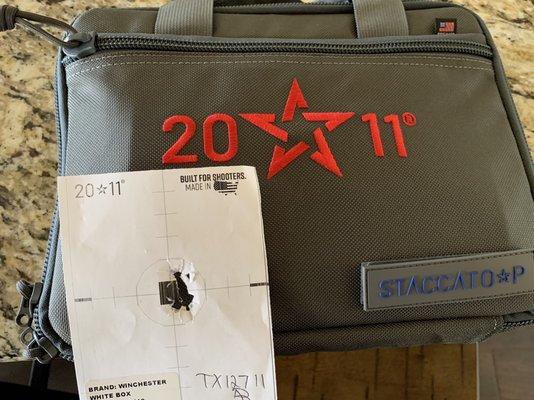 20☆11®
20☆11®
BUILT FOR SHOOTERS.
MADE IN
STACCATO★P
TX12711
BRAND: WINCHESTER
WHITE BOX